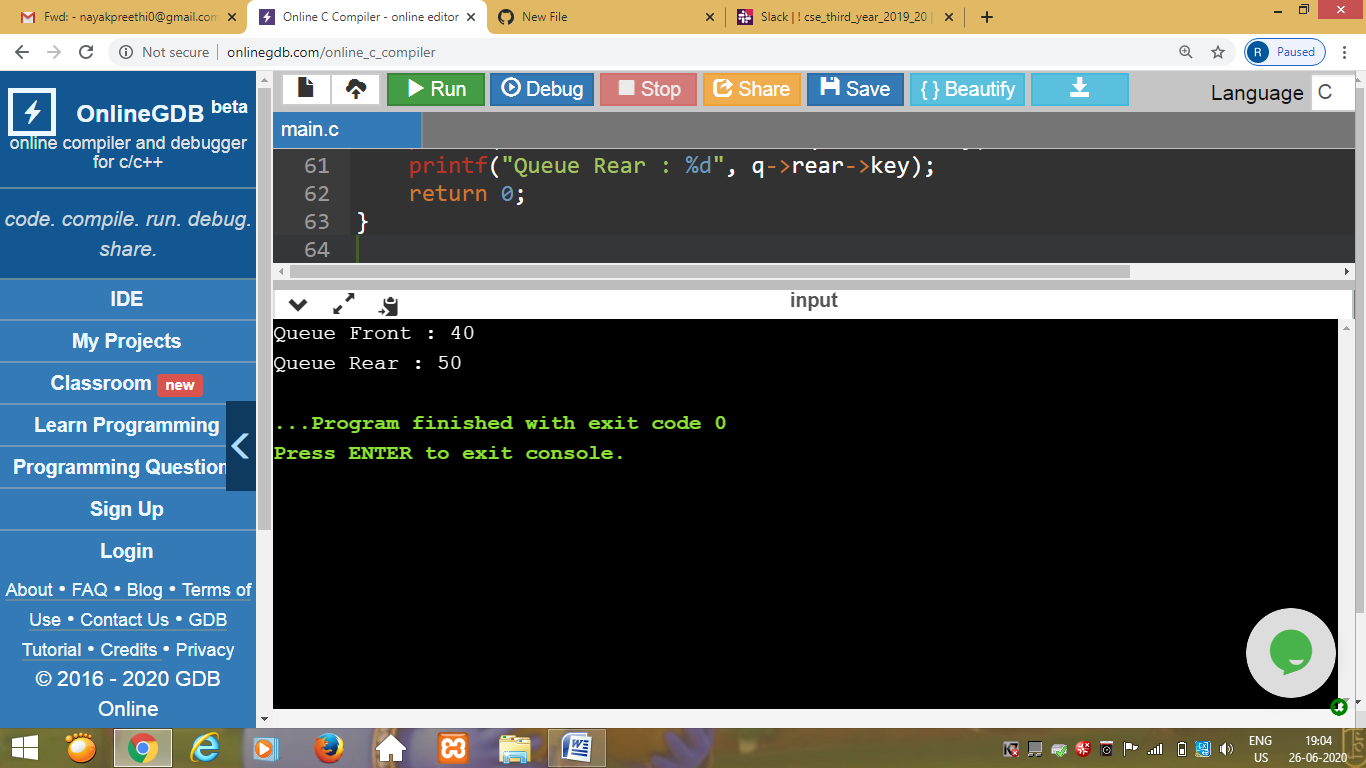 Fwd: - nayakpreethi0@gmail.com
Online C Compiler - online editor
New File
Slack | ! cse_third_year_2019_20 |
Not secure | onlinegdb.com/online_c_compiler
R Paused
OnlineGDB beta
online compiler and debugger
for c/c++
code. compile. run. debug.
share.
IDE
My Projects
Classroom new
Learn Programming
Programming Question
Sign Up
Login
About • FAQ • Blog • Terms of
Use • Contact Us • GDB
Tutorial • Credits • Privacy
© 2016 - 2020 GDB
Online
Run Debug Stop Share Save { } Beautify
Language C
main.c
61 printf("Queue Rear : %d", q->rear->key);
62 return 0;
63 }
64
input
Queue Front : 40
Queue Rear : 50
...Program finished with exit code 0
Press ENTER to exit console.
ENG
US
19:04
26-06-2020